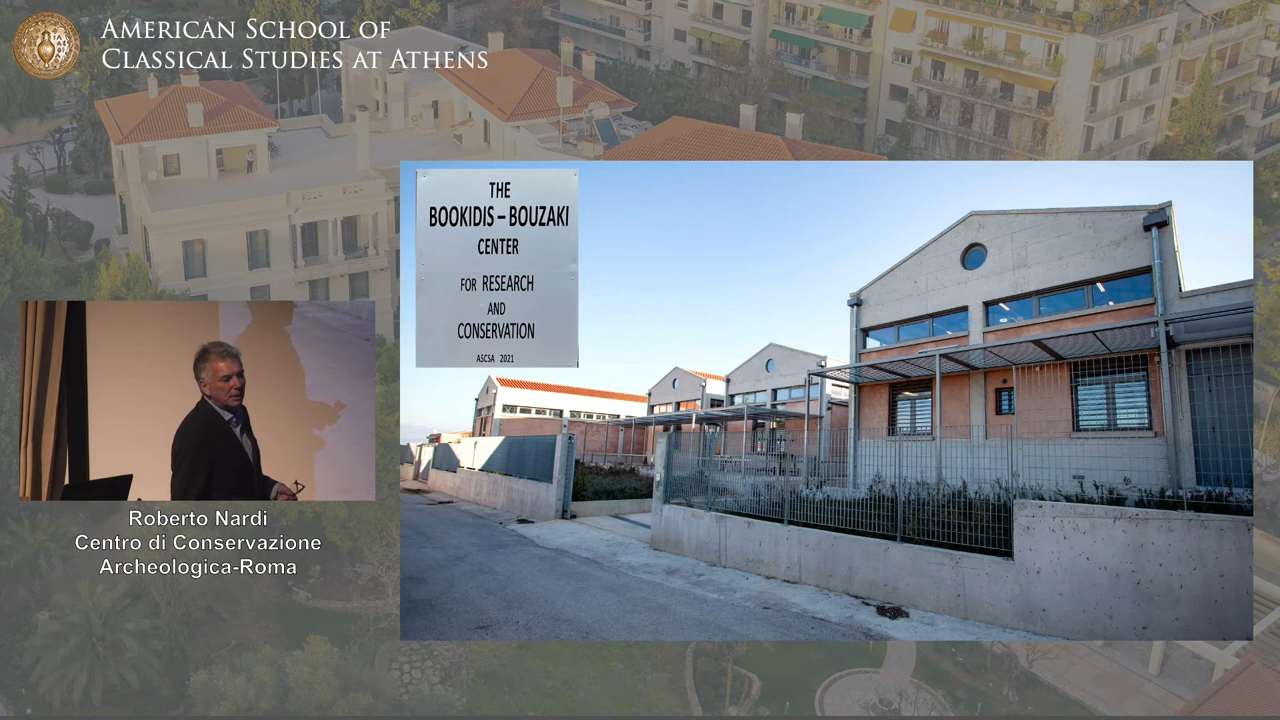 AMERICAN SCHOOL OF
CLASSICAL STUDIES AT ATHENS
THE
BOOKIDIS – BOUZAKI
CENTER
FOR RESEARCH
AND
CONSERVATION
ASCSA 2021
Roberto Nardi
Centro di Conservazione
Archeologica-Roma